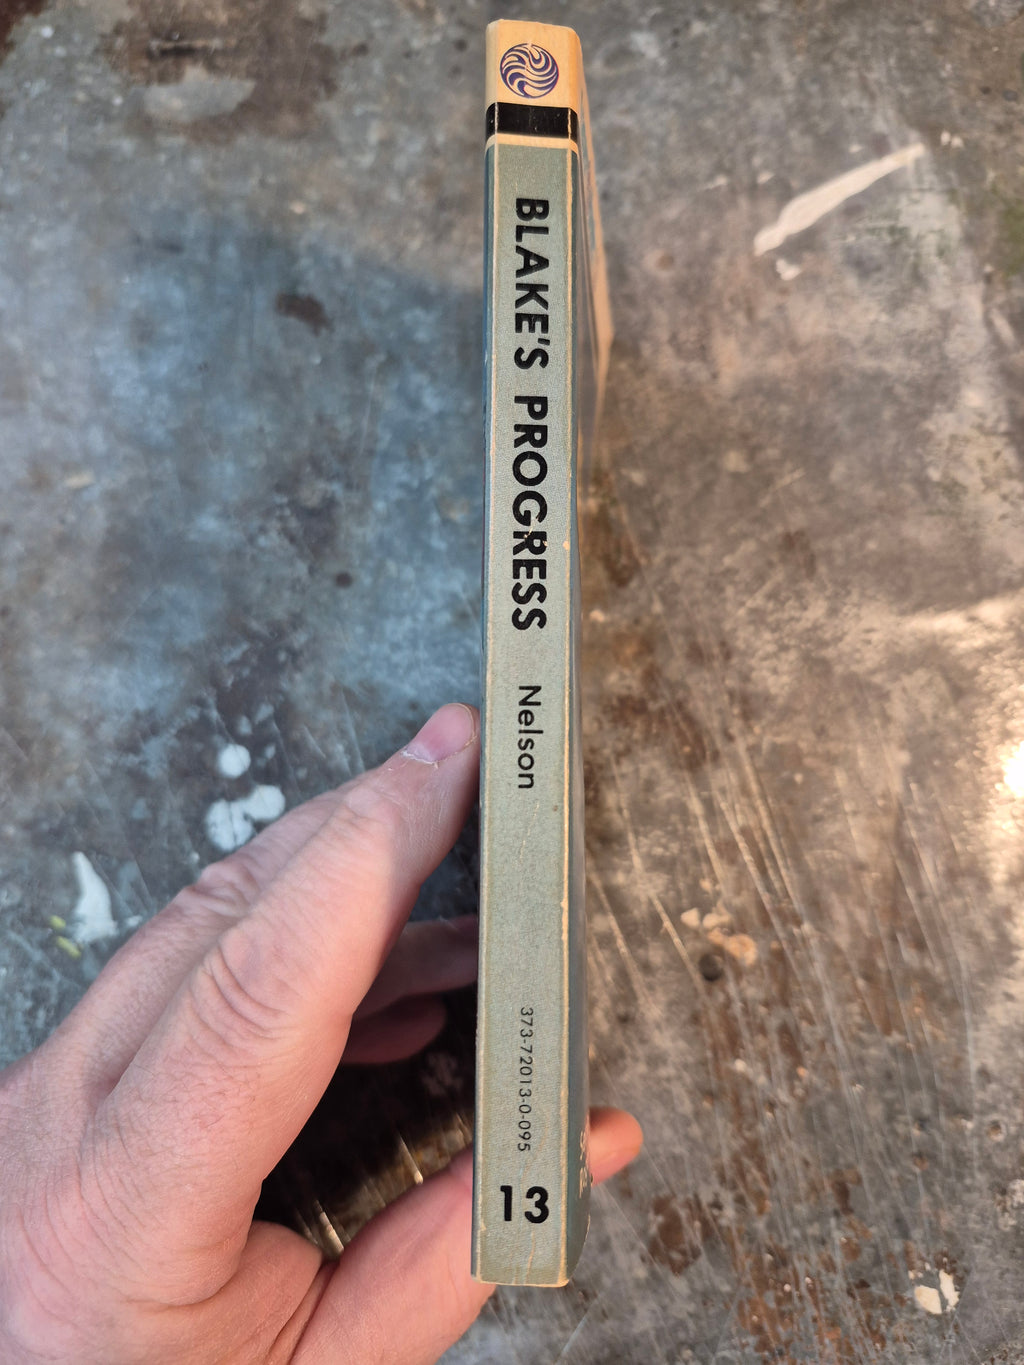 BLAKE'S PROGRESS Nelson
373-72013-0-095
13